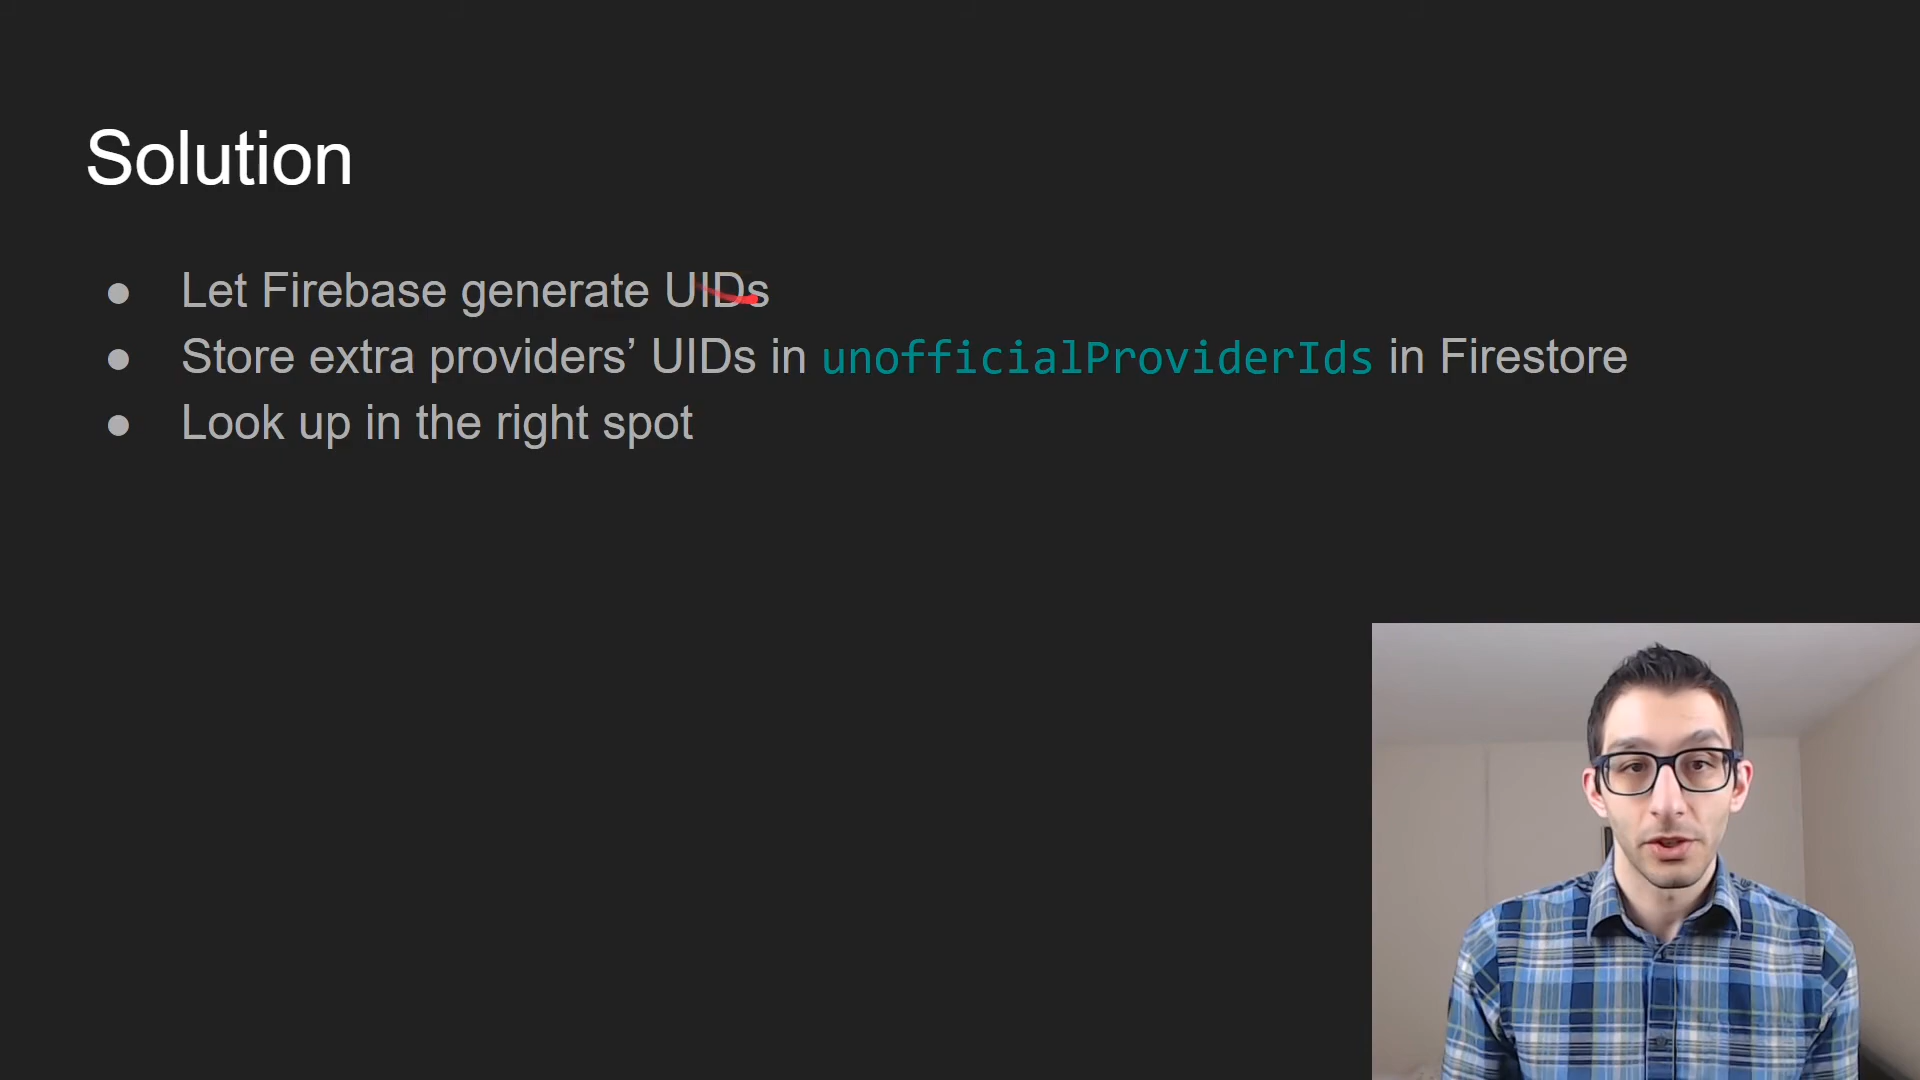 Solution
● Let Firebase generate UIDs
● Store extra providers’ UIDs in unofficialProviderIds in Firestore
● Look up in the right spot